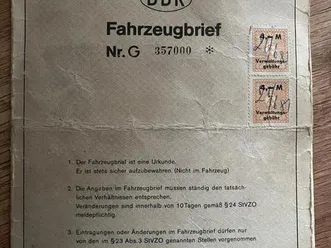 DDR
Fahrzeugbrief
Nr. G 357000 *
4,- M
Verwaltungs-
gebühr
4,- M
Verwaltungs-
gebühr
1. Der Fahrzeugbrief ist eine Urkunde.
Er ist stets sicher aufzubewahren. (Nicht im Fahrzeug)
2. Die Angaben im Fahrzeugbrief müssen ständig den tatsäch-
lichen Verhältnissen entsprechen.
Veränderungen sind innerhalb von 10 Tagen gemäß § 24 StVZO
meldepflichtig.
3. Eintragungen oder Änderungen im Fahrzeugbrief dürfen nur
von den im § 23 Abs. 3 StVZO genannten Stellen vorgenommen